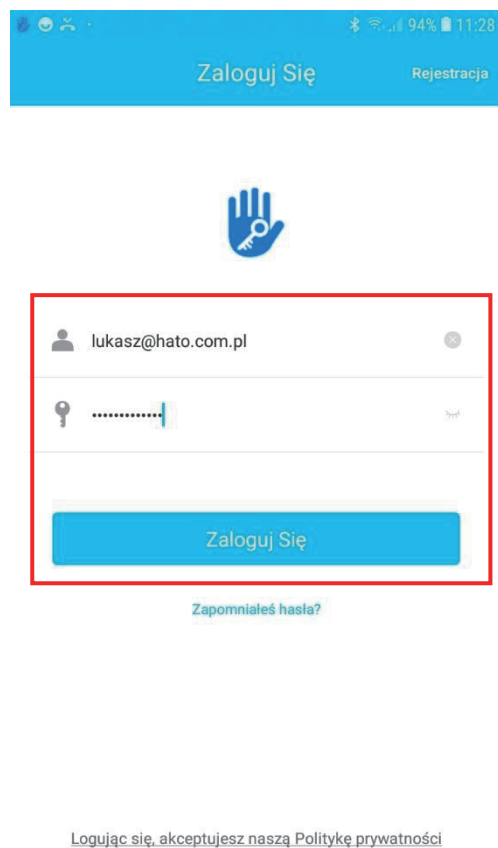 94% 11:28
Zaloguj Się
Rejestracja
lukasz@hato.com.pl
•••••••••••••
Zaloguj Się
Zapomniałeś hasła?
Logując się, akceptujesz naszą Politykę prywatności